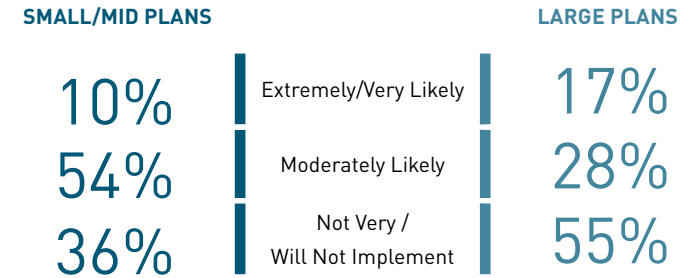 SMALL/MID PLANS
LARGE PLANS
10%
Extremely/Very Likely
17%
54%
Moderately Likely
28%
36%
Not Very /
Will Not Implement
55%